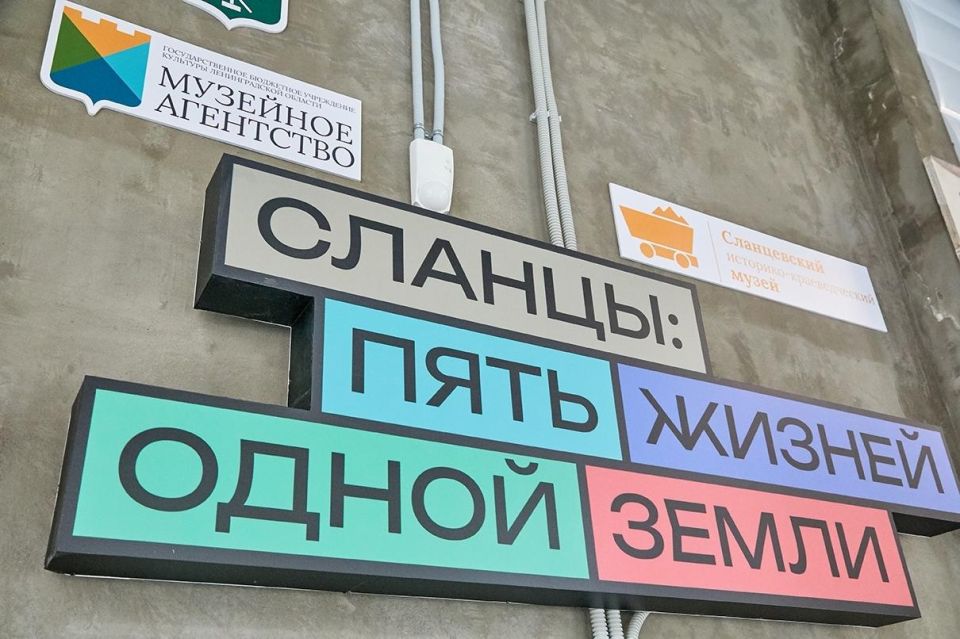 ГОСУДАРСТВЕННОЕ БЮДЖЕТНОЕ УЧРЕЖДЕНИЕ
КУЛЬТУРЫ ЛЕНИНГРАДСКОЙ ОБЛАСТИ
МУЗЕЙНОЕ
АГЕНТСТВО
Сланцевский
историко-краеведческий
музей
СЛАНЦЫ:
ПЯТЬ ЖИЗНЕЙ
ОДНОЙ ЗЕМЛИ